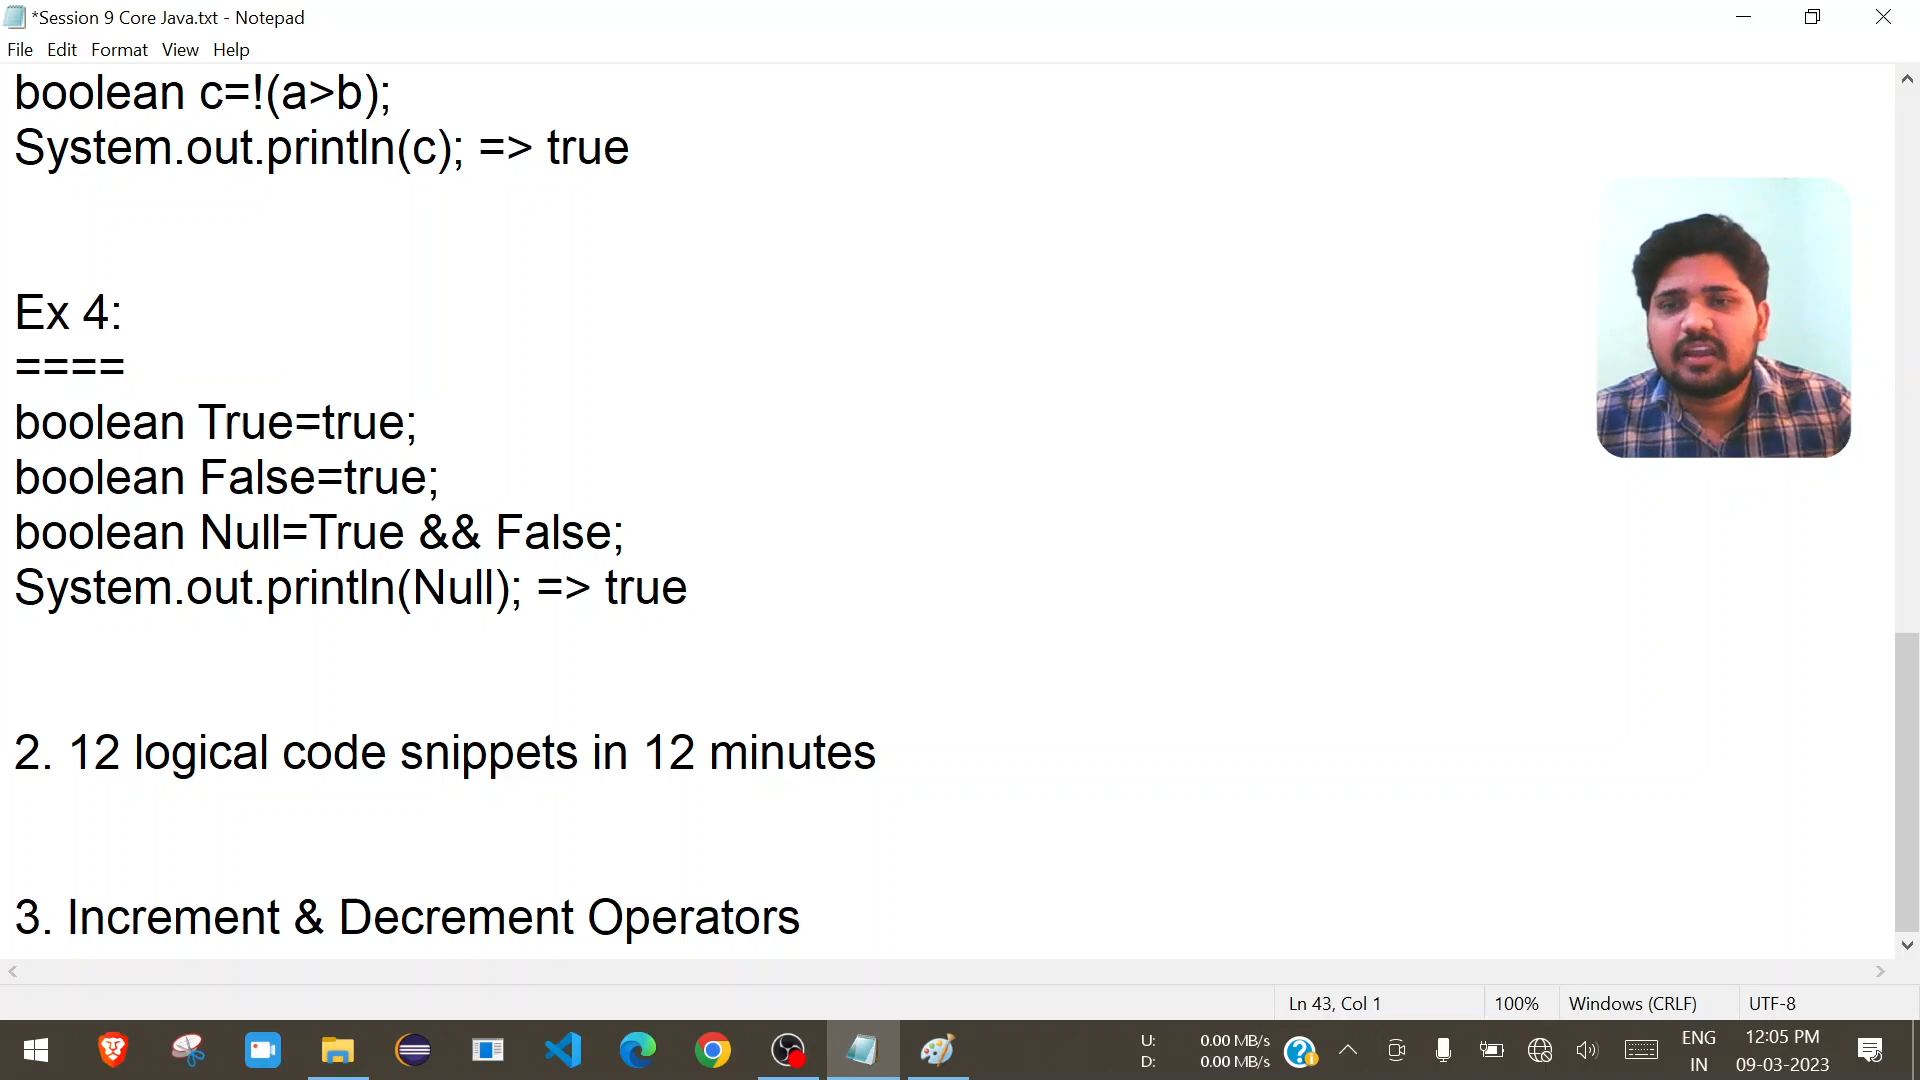 *Session 9 Core Java.txt - Notepad
File Edit Format View Help
boolean c=!(a>b);
System.out.println(c); => true
Ex 4:
====
boolean True=true;
boolean False=true;
boolean Null=True && False;
System.out.println(Null); => true
2. 12 logical code snippets in 12 minutes
3. Increment & Decrement Operators
Ln 43, Col 1
100%
Windows (CRLF)
UTF-8
U: 0.00 MB/s
D: 0.00 MB/s
ENG
IN
12:05 PM
09-03-2023